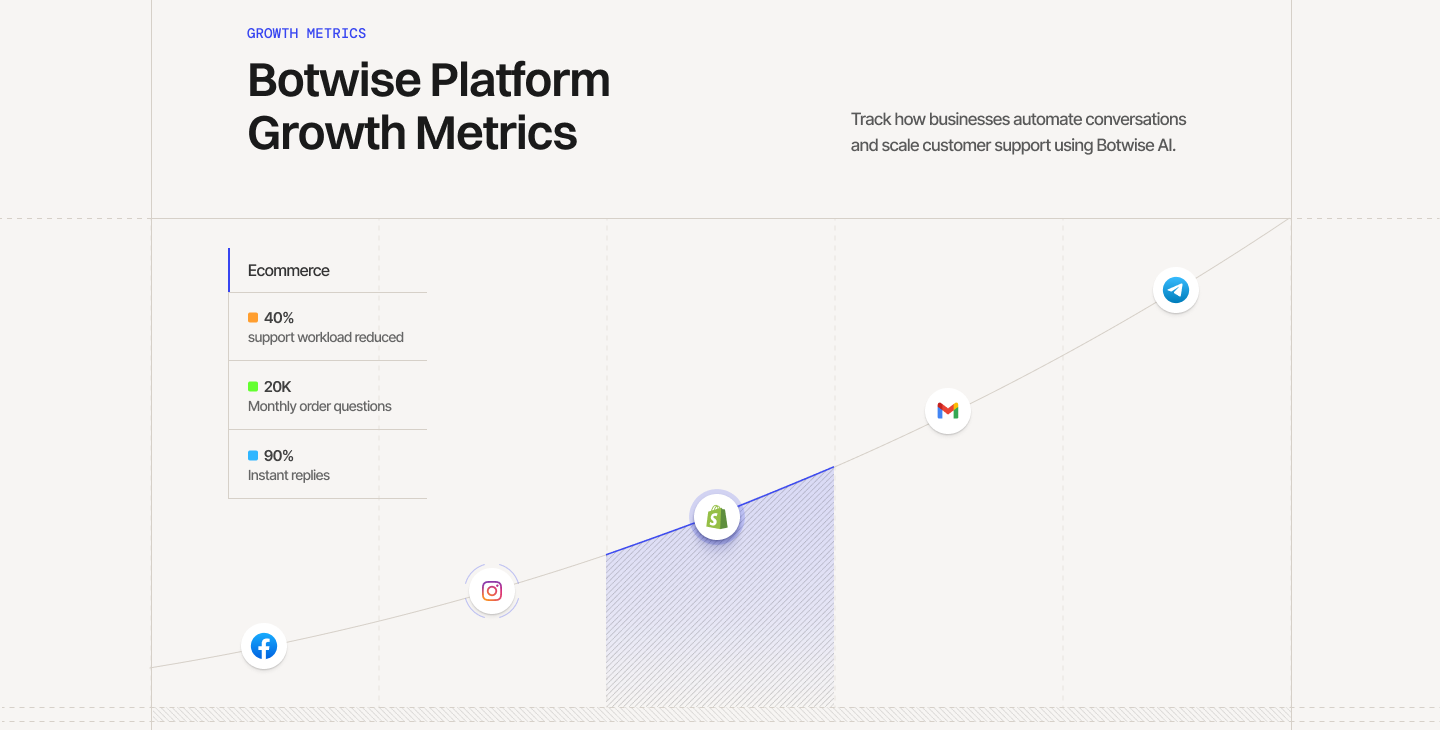 GROWTH METRICS
Botwise Platform
Growth Metrics
Track how businesses automate conversations
and scale customer support using Botwise AI.
Ecommerce
40%
support workload reduced
20K
Monthly order questions
90%
Instant replies